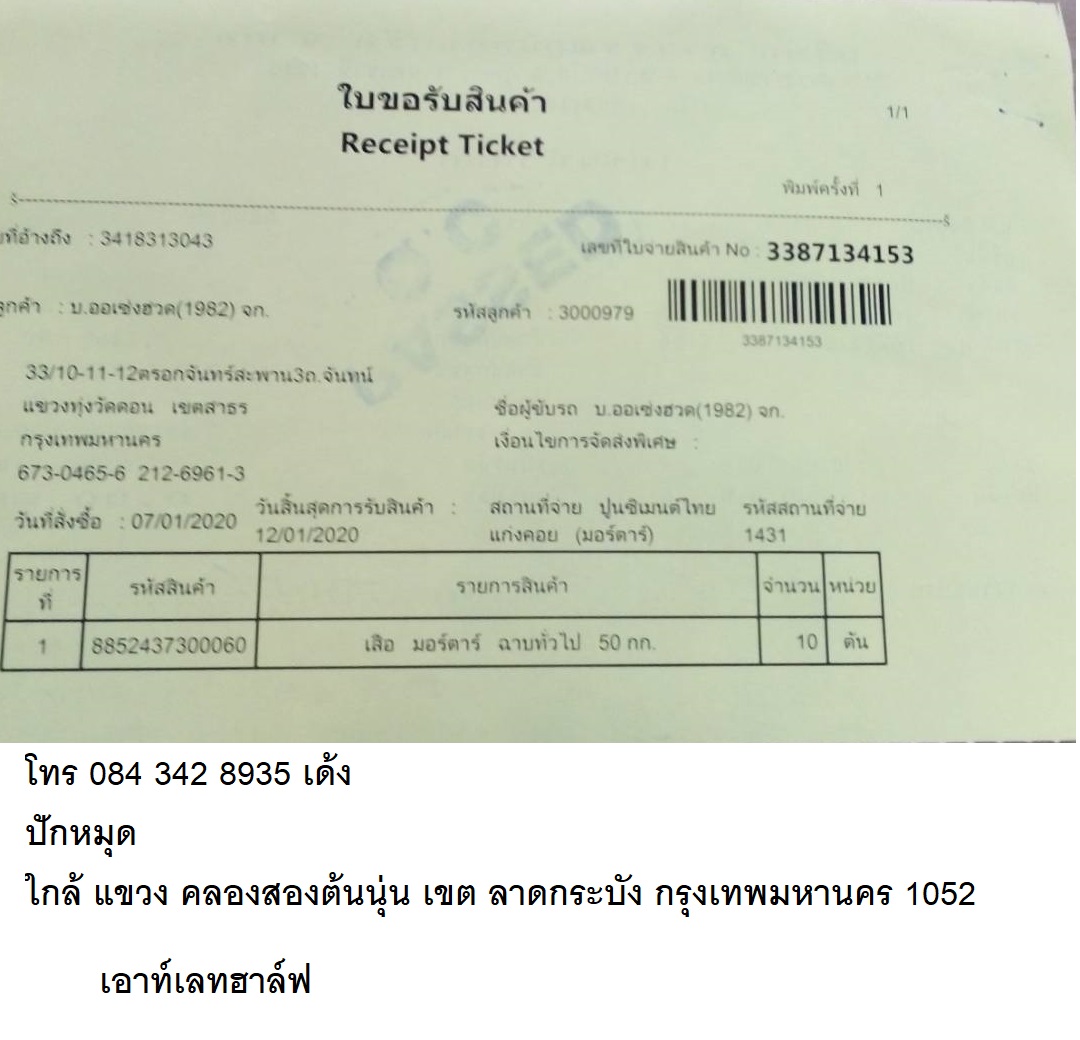 ใบขอรับสินค้า
1/1
Receipt Ticket
พิมพ์ครั้งที่ 1
ที่อ้างถึง : 3418313043
เลขที่ใบจ่ายสินค้า No : 3387134153
ลูกค้า : บ.ออเซ่งฮวด(1982) จก. รหัสลูกค้า : 3000979
3387134153
33/10-11-12ตรอกจันทร์สะพาน3ถ.จันทน์
แขวงทุ่งวัดดอน เขตสาธร ชื่อผู้ขับรถ บ.ออเซ่งฮวด(1982) จก.
กรุงเทพมหานคร เงื่อนไขการจัดส่งพิเศษ :
673-0465-6 212-6961-3
วันที่สั่งซื้อ : 07/01/2020 วันสิ้นสุดการรับสินค้า : สถานที่จ่าย ปูนซิเมนต์ไทย รหัสสถานที่จ่าย
12/01/2020 แก่งคอย (มอร์ตาร์) 1431
รายการที่ รหัสสินค้า รายการสินค้า จำนวน หน่วย
1 8852437300060 เสือ มอร์ตาร์ ฉาบทั่วไป 50 กก. 10 ตัน
โทร 084 342 8935 เด้ง
ปักหมุด
ใกล้ แขวง คลองสองต้นนุ่น เขต ลาดกระบัง กรุงเทพมหานคร 1052
เอาท์เลทฮาล์ฟ